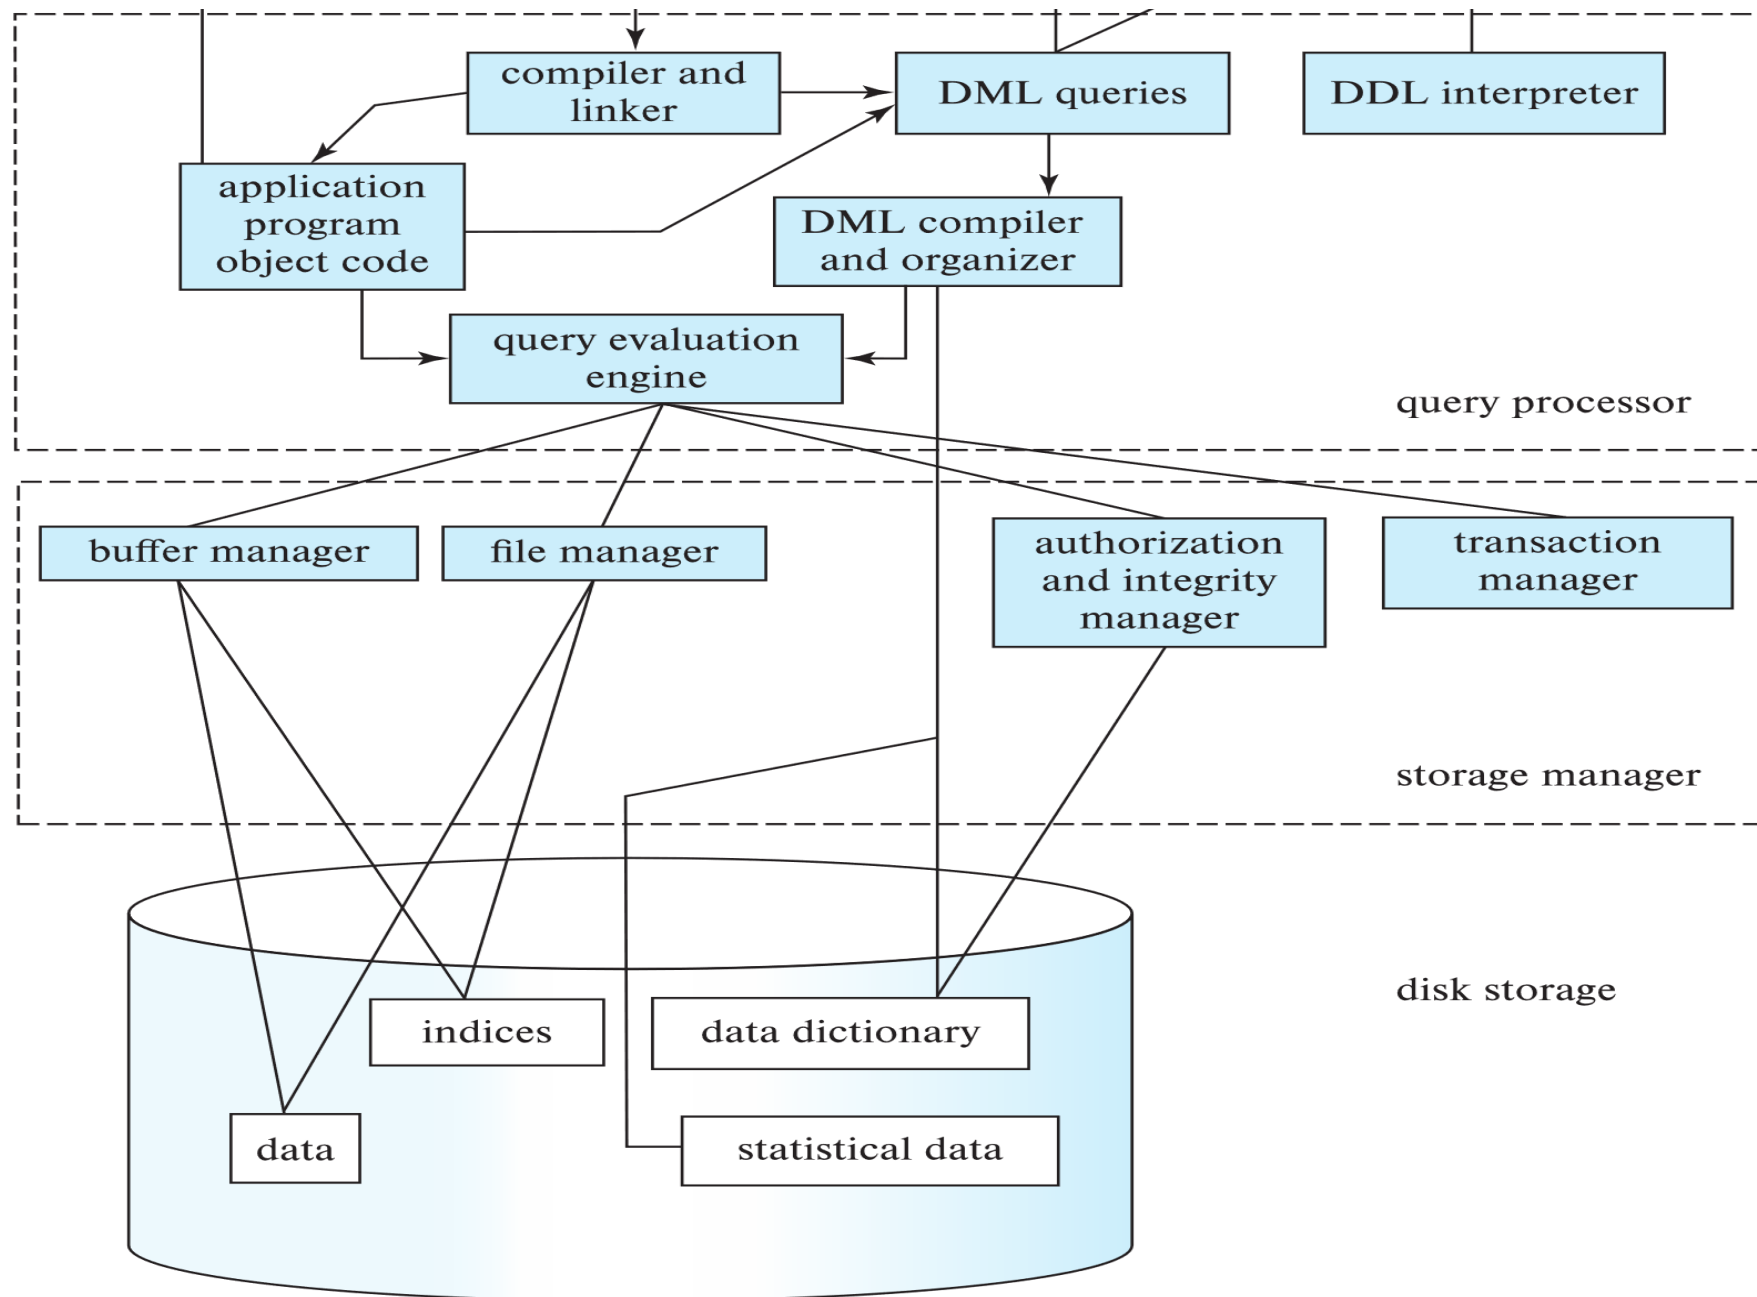 compiler and
linker
DML queries
DDL interpreter
application
program
object code
DML compiler
and organizer
query evaluation
engine
query processor
buffer manager
file manager
authorization
and integrity
manager
transaction
manager
storage manager
disk storage
indices
data dictionary
data
statistical data